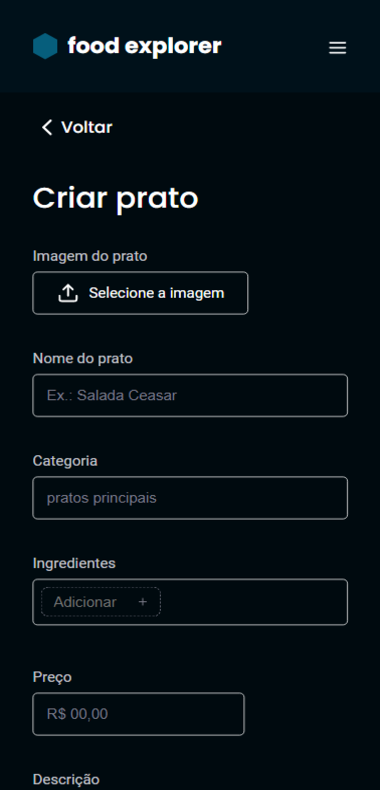 food explorer
Voltar
Criar prato
Imagem do prato
Selecione a imagem
Nome do prato
Ex.: Salada Ceasar
Categoria
pratos principais
Ingredientes
Adicionar +
Preço
R$ 00,00
Descrição